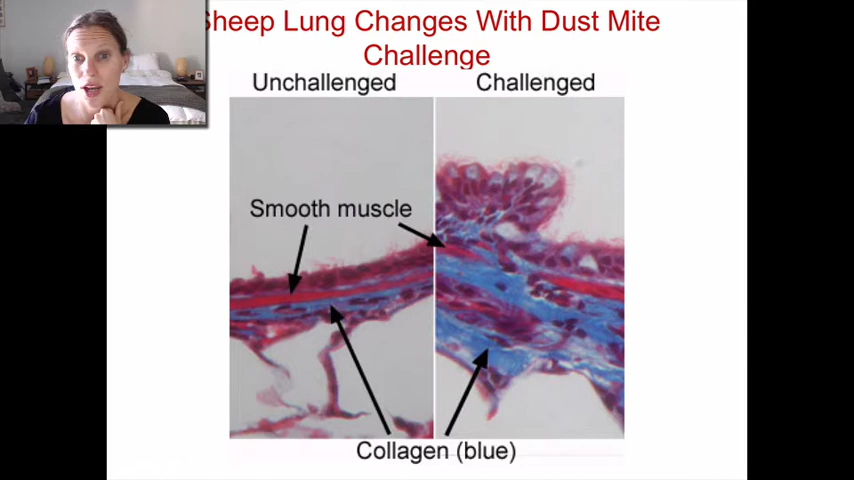 Sheep Lung Changes With Dust Mite
Challenge
Unchallenged
Challenged
Smooth muscle
Collagen (blue)